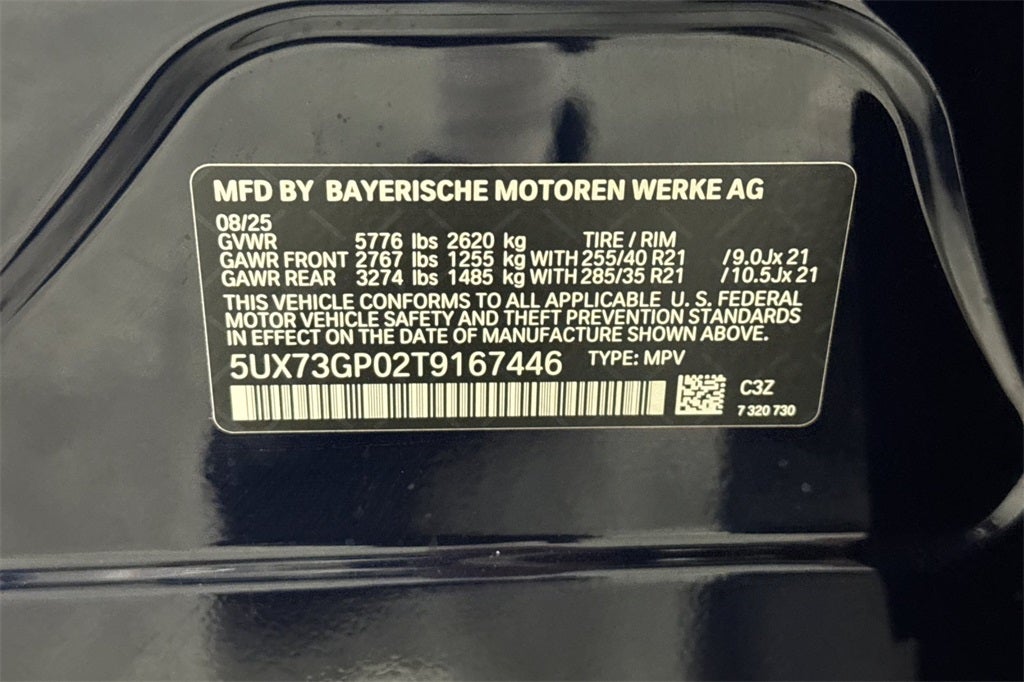 MFD BY BAYERISCHE MOTOREN WERKE AG
08/25
GVWR 5776 lbs 2620 kg TIRE / RIM
GAWR FRONT 2767 lbs 1255 kg WITH 255/40 R21 /9.0Jx 21
GAWR REAR 3274 lbs 1485 kg WITH 285/35 R21 /10.5Jx 21
THIS VEHICLE CONFORMS TO ALL APPLICABLE U. S. FEDERAL
MOTOR VEHICLE SAFETY AND THEFT PREVENTION STANDARDS
IN EFFECT ON THE DATE OF MANUFACTURE SHOWN ABOVE.
5UX73GP02T9167446 TYPE: MPV
C3Z
7 320 730